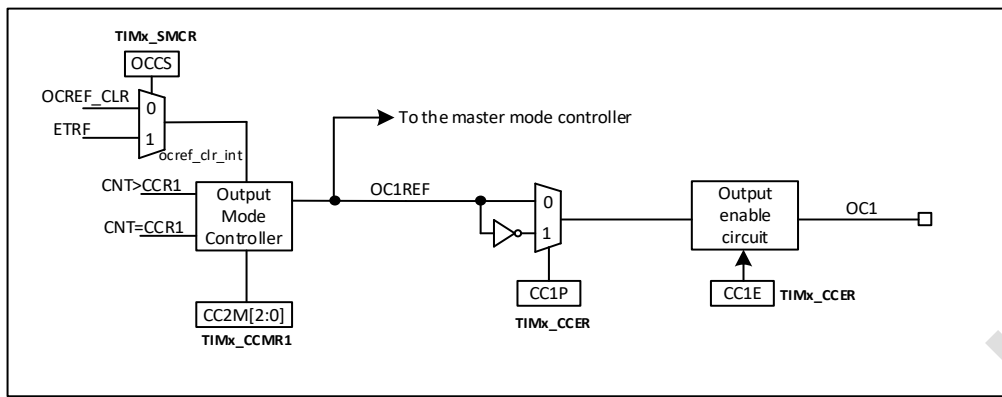 TIMx_SMCR
OCCS
OCREF_CLR
0
ETRF
1
ocref_clr_int
To the master mode controller
CNT>CCR1
CNT=CCR1
Output
Mode
Controller
OC1REF
0
1
Output
enable
circuit
OC1
CC2M[2:0]
TIMx_CCMR1
CC1P
TIMx_CCER
CC1E
TIMx_CCER